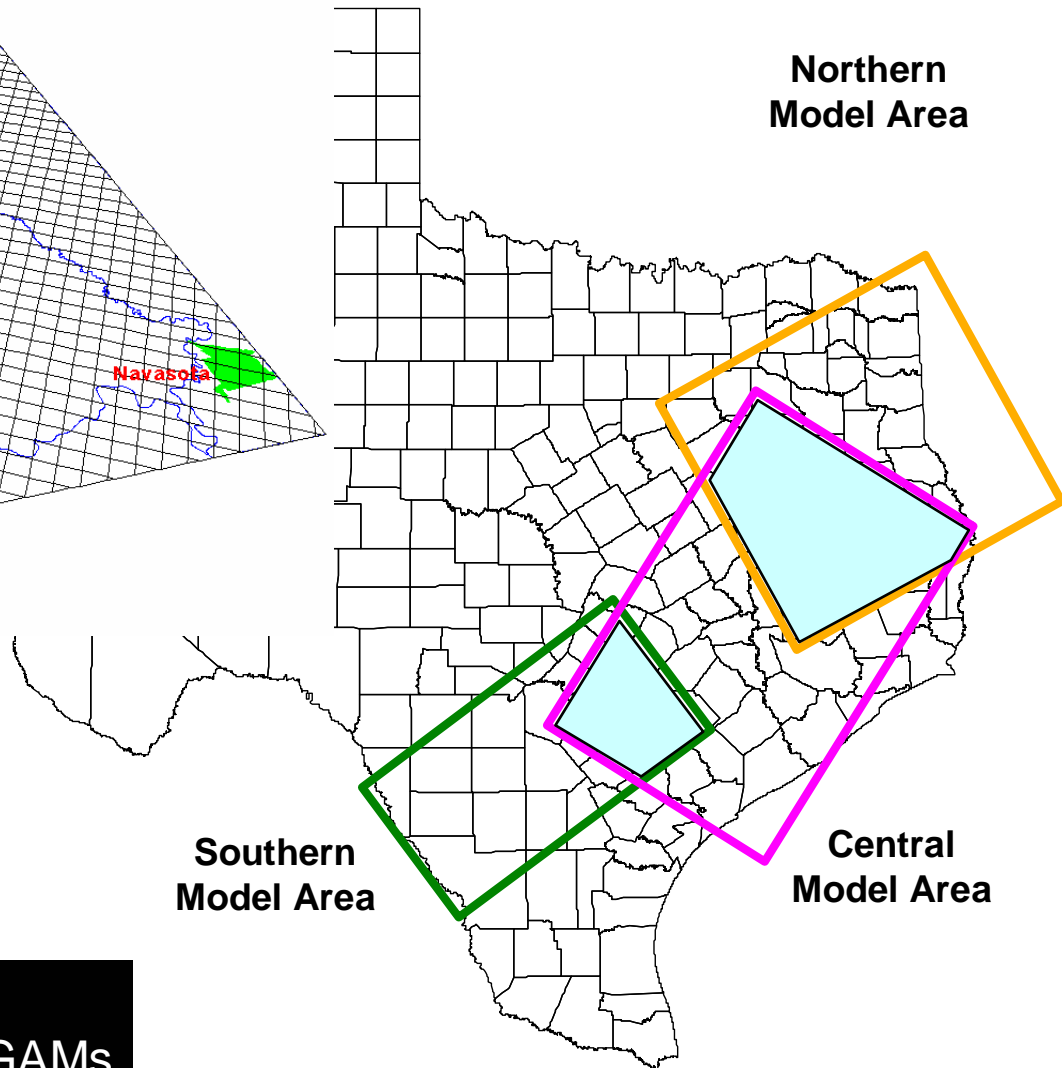 Northern
Model Area
Navasota
Southern
Model Area
Central
Model Area
GAMs